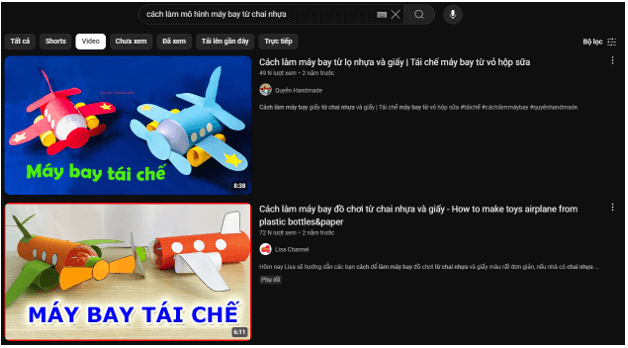 cách làm mô hình máy bay từ chai nhựa
Tất cả
Shorts
Video
Chưa xem
Đã xem
Tải lên gần đây
Trực tiếp
Bộ lọc
Máy bay tái chế
8:38
Cách làm máy bay từ lọ nhựa và giấy | Tái chế máy bay từ vỏ hộp sữa
49 N lượt xem • 2 năm trước
Quyên Handmade
Cách làm máy bay giấy từ chai nhựa và giấy | Tái chế máy bay từ vỏ hộp sữa #táichế #cáchlàmmáybay #quyênhandmade.
MÁY BAY TÁI CHẾ
6:11
Cách làm máy bay đồ chơi từ chai nhựa và giấy - How to make toys airplane from
plastic bottles&paper
72 N lượt xem • 2 năm trước
Lisa Channel
Hôm nay Lisa sẽ hướng dẫn các bạn cách để làm máy bay đồ chơi từ chai nhựa và giấy màu rất đơn giản, nếu nhà có chai nhựa ...
Phụ đề